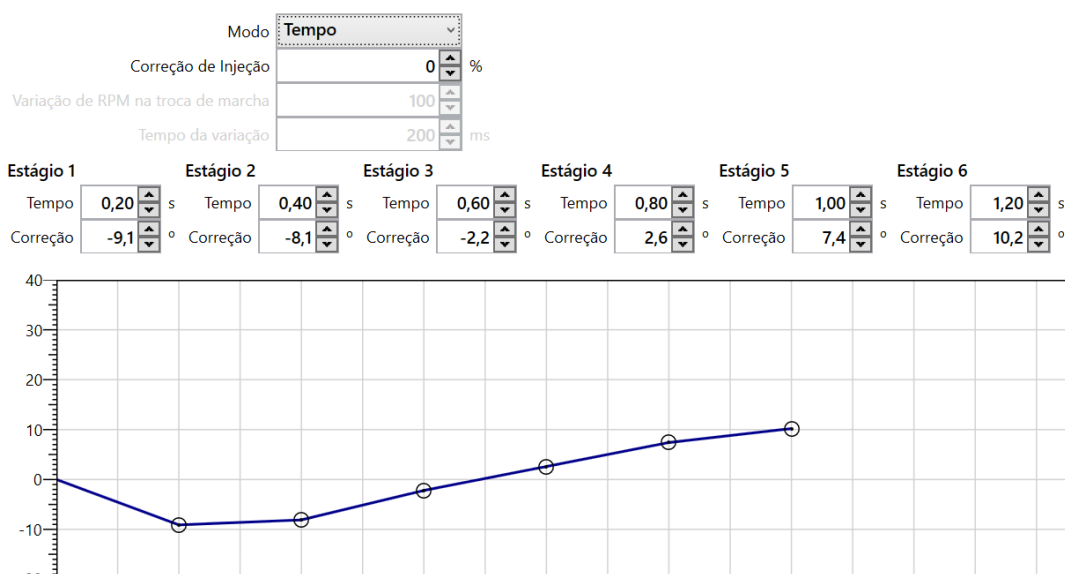 Modo Tempo
Correção de Injeção 0 %
Variação de RPM na troca de marcha 100
Tempo da variação 200 ms
Estágio 1 Estágio 2 Estágio 3 Estágio 4 Estágio 5 Estágio 6
Tempo 0,20 s Tempo 0,40 s Tempo 0,60 s Tempo 0,80 s Tempo 1,00 s Tempo 1,20 s
Correção -9,1 º Correção -8,1 º Correção -2,2 º Correção 2,6 º Correção 7,4 º Correção 10,2 º
40
30
20
10
0
-10